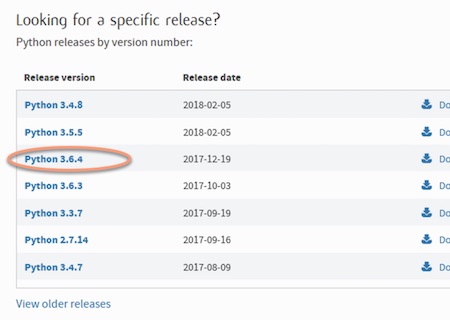 Looking for a specific release?
Python releases by version number:
Release version Release date
Python 3.4.8 2018-02-05 Do
Python 3.5.5 2018-02-05 Do
Python 3.6.4 2017-12-19 Do
Python 3.6.3 2017-10-03 Do
Python 3.3.7 2017-09-19 Do
Python 2.7.14 2017-09-16 Do
Python 3.4.7 2017-08-09 Do
View older releases